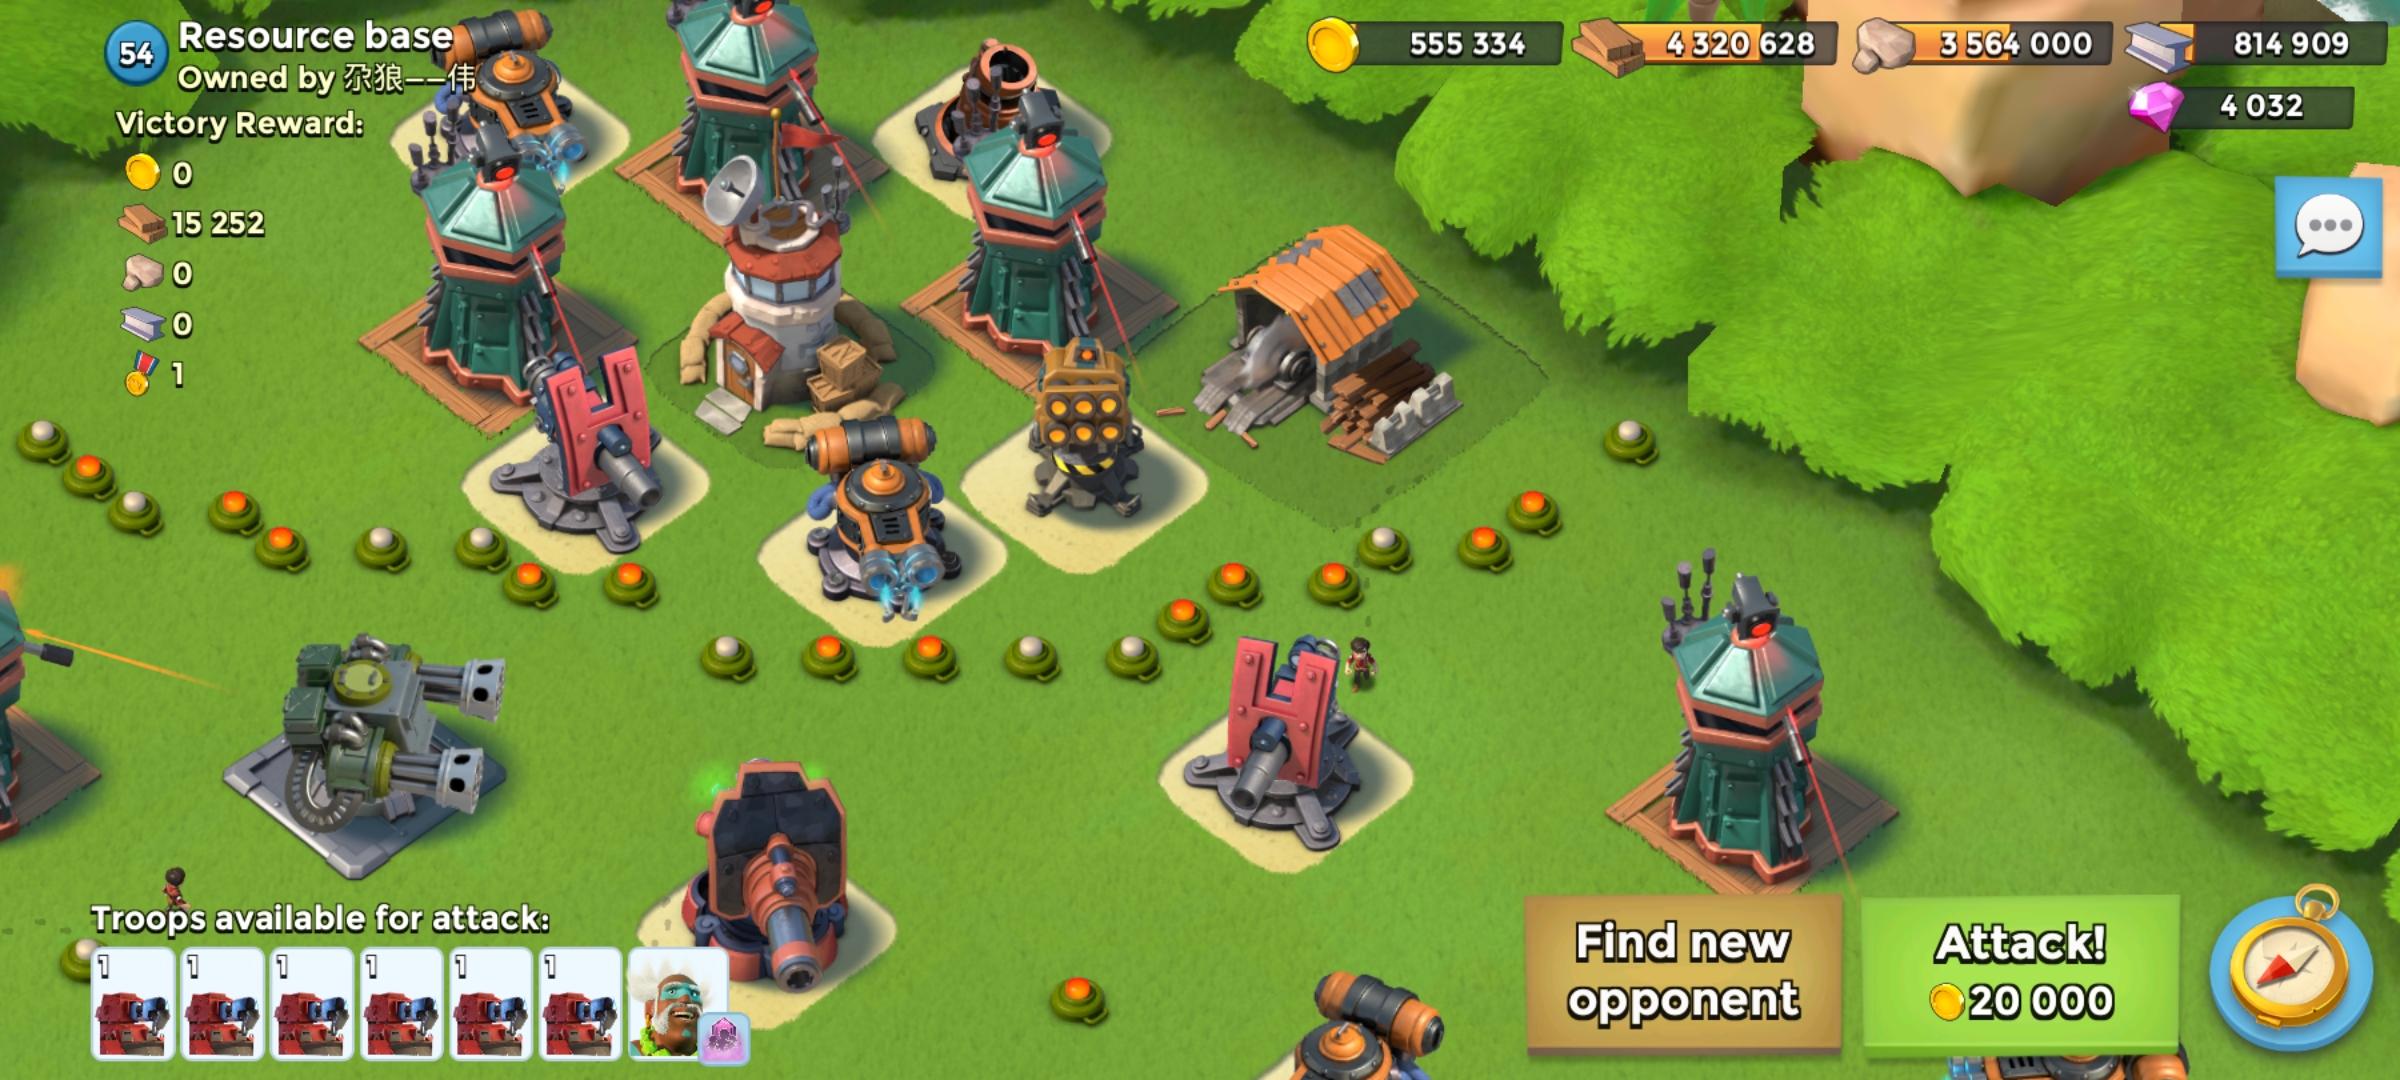 54
Resource base
Owned by 尕狼——伟
Victory Reward:
0
15 252
0
0
1
555 334
4 320 628
3 564 000
814 909
4 032
Troops available for attack:
1
1
1
1
1
1
Find new
opponent
Attack!
20 000